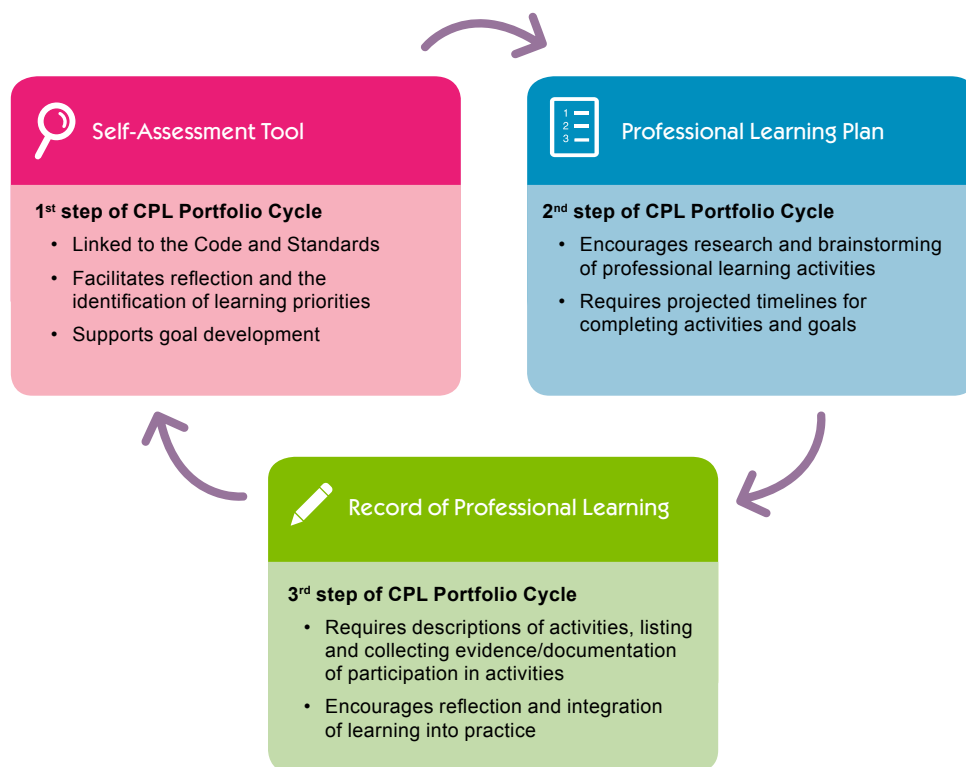 Self-Assessment Tool
1st step of CPL Portfolio Cycle
• Linked to the Code and Standards
• Facilitates reflection and the
identification of learning priorities
• Supports goal development
1
2
3
Professional Learning Plan
2nd step of CPL Portfolio Cycle
• Encourages research and brainstorming
of professional learning activities
• Requires projected timelines for
completing activities and goals
Record of Professional Learning
3rd step of CPL Portfolio Cycle
• Requires descriptions of activities, listing
and collecting evidence/documentation
of participation in activities
• Encourages reflection and integration
of learning into practice